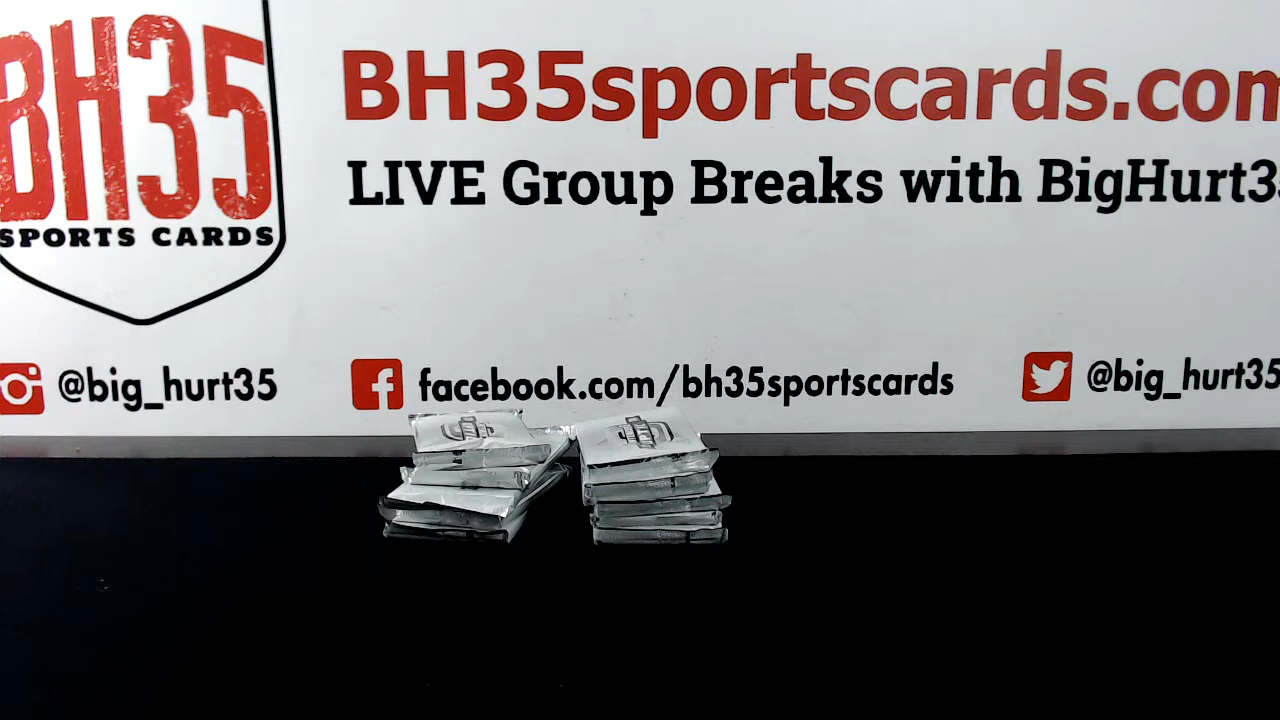 BH35
SPORTS CARDS
BH35sportscards.com
LIVE Group Breaks with BigHurt35
@big_hurt35
facebook.com/bh35sportscards
@big_hurt35